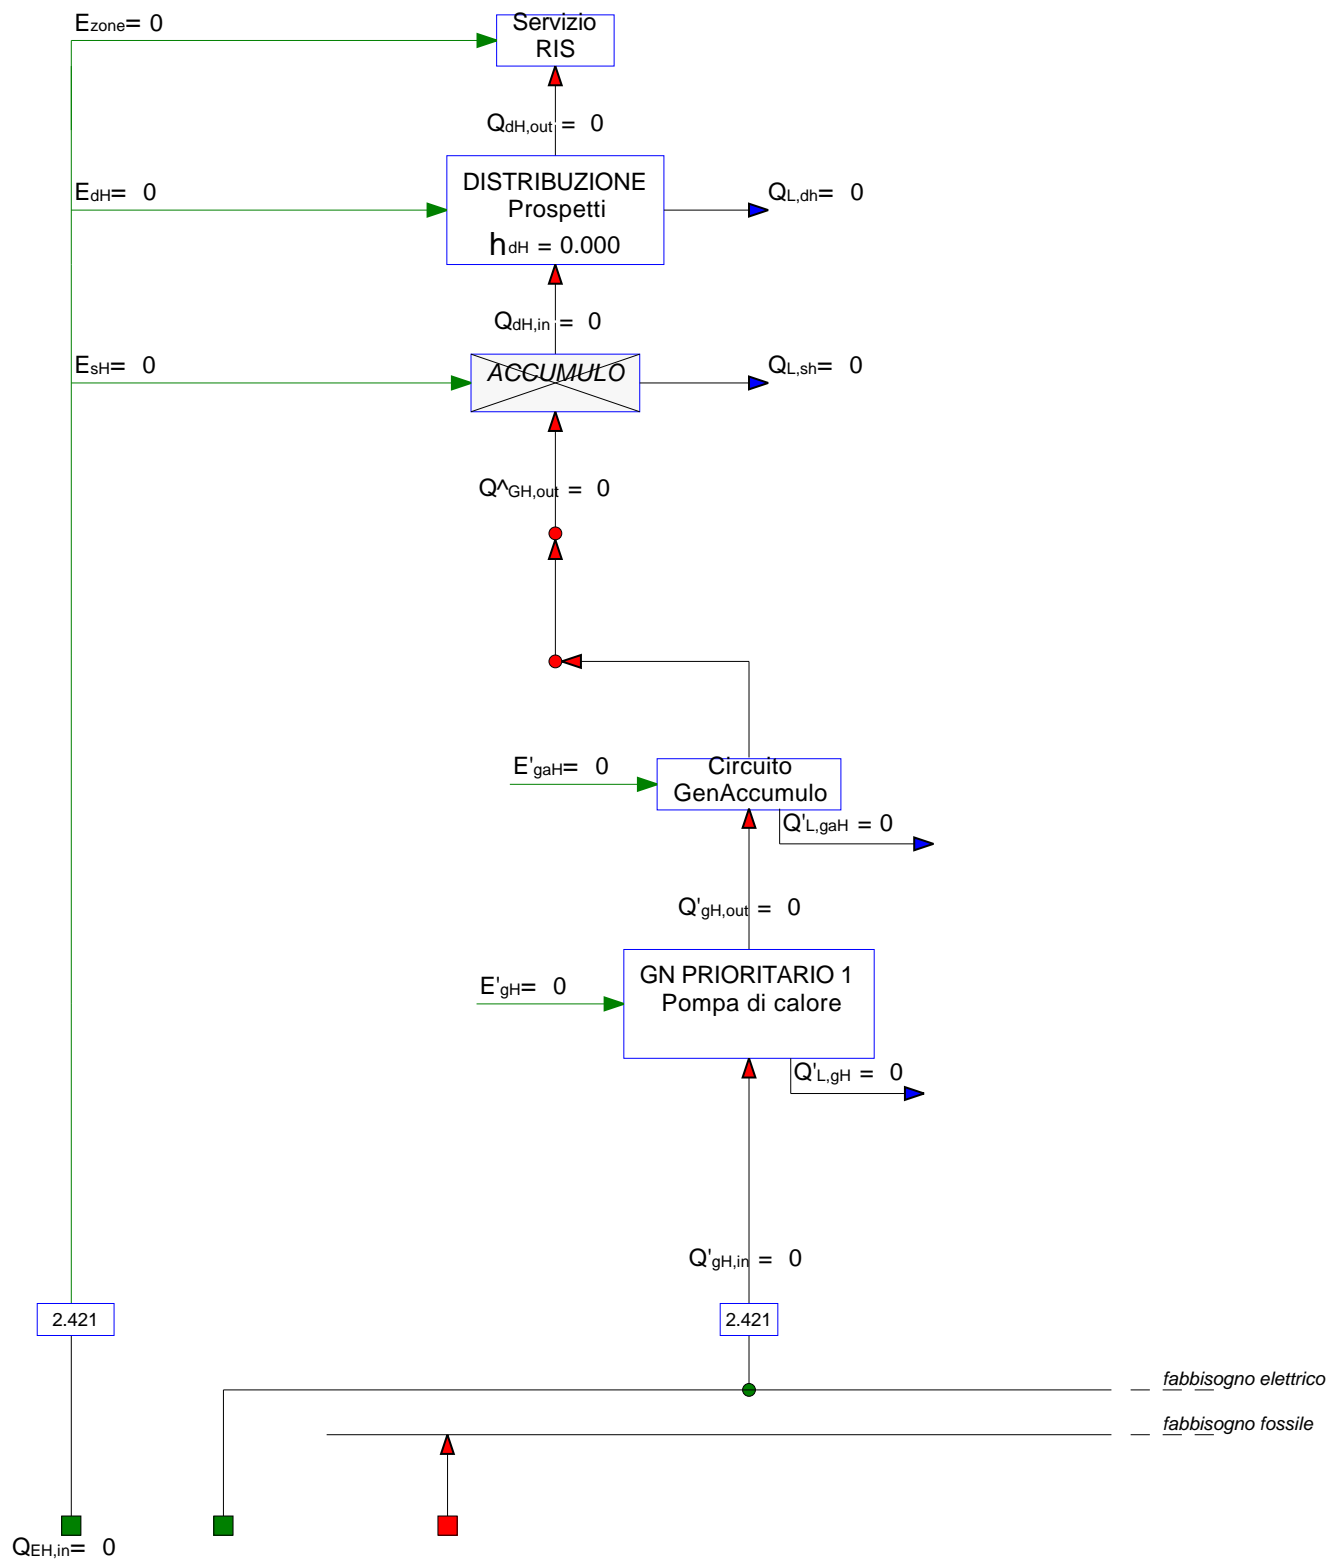 Ezone= 0
Servizio
RIS
QdH,out = 0
EdH= 0
DISTRIBUZIONE
Prospetti
hdH = 0.000
QL,dh= 0
QdH,in = 0
EsH= 0
ACCUMULO
QL,sh= 0
Q^GH,out = 0
E'gaH= 0
Circuito
GenAccumulo
Q'L,gaH = 0
Q'gH,out = 0
E'gH= 0
GN PRIORITARIO 1
Pompa di calore
Q'L,gH = 0
Q'gH,in = 0
2.421
2.421
fabbisogno elettrico
fabbisogno fossile
QEH,in= 0